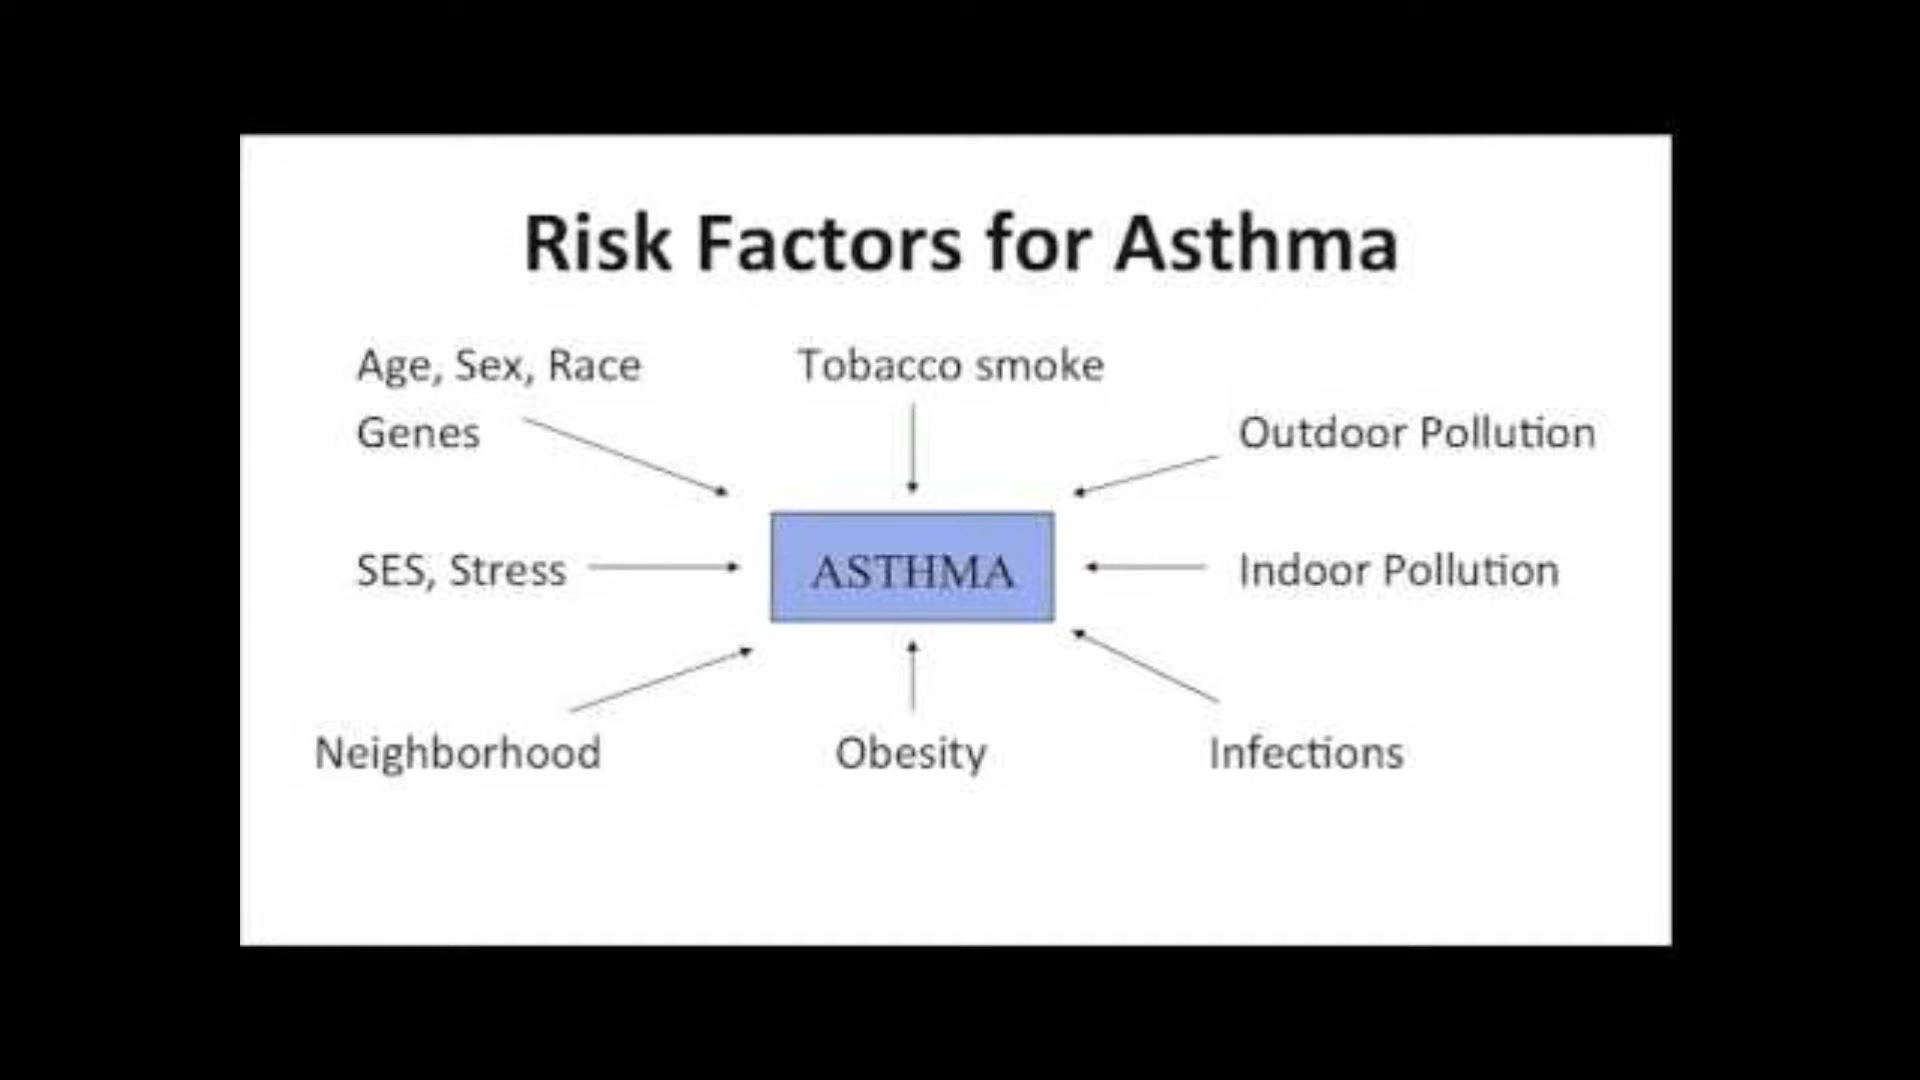 Risk Factors for Asthma
Age, Sex, Race
Genes
Tobacco smoke
Outdoor Pollution
SES, Stress
ASTHMA
Indoor Pollution
Neighborhood
Obesity
Infections